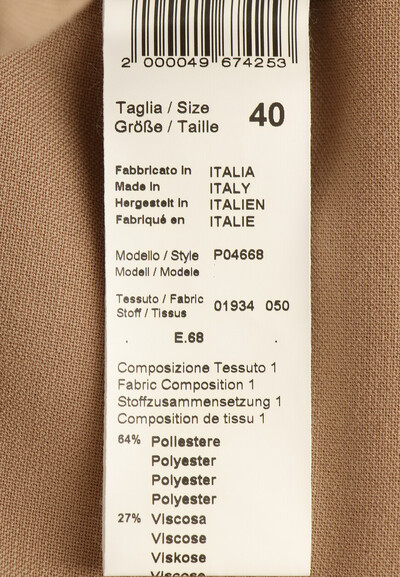 2 000049 674253
Taglia / Size
Größe / Taille 40
Fabbricato in ITALIA
Made in ITALY
Hergestelt in ITALIEN
Fabriqué en ITALIE
Modello / Style P04668
Modell / Modele
Tessuto / Fabric
Stoff / Tissus 01934 050
E.68
Composizione Tessuto 1
Fabric Composition 1
Stoffzusammensetzung 1
Composition de tissu 1
64% Poliestere
Polyester
Polyester
Polyester
27% Viscosa
Viscose
Viskose
Viscose